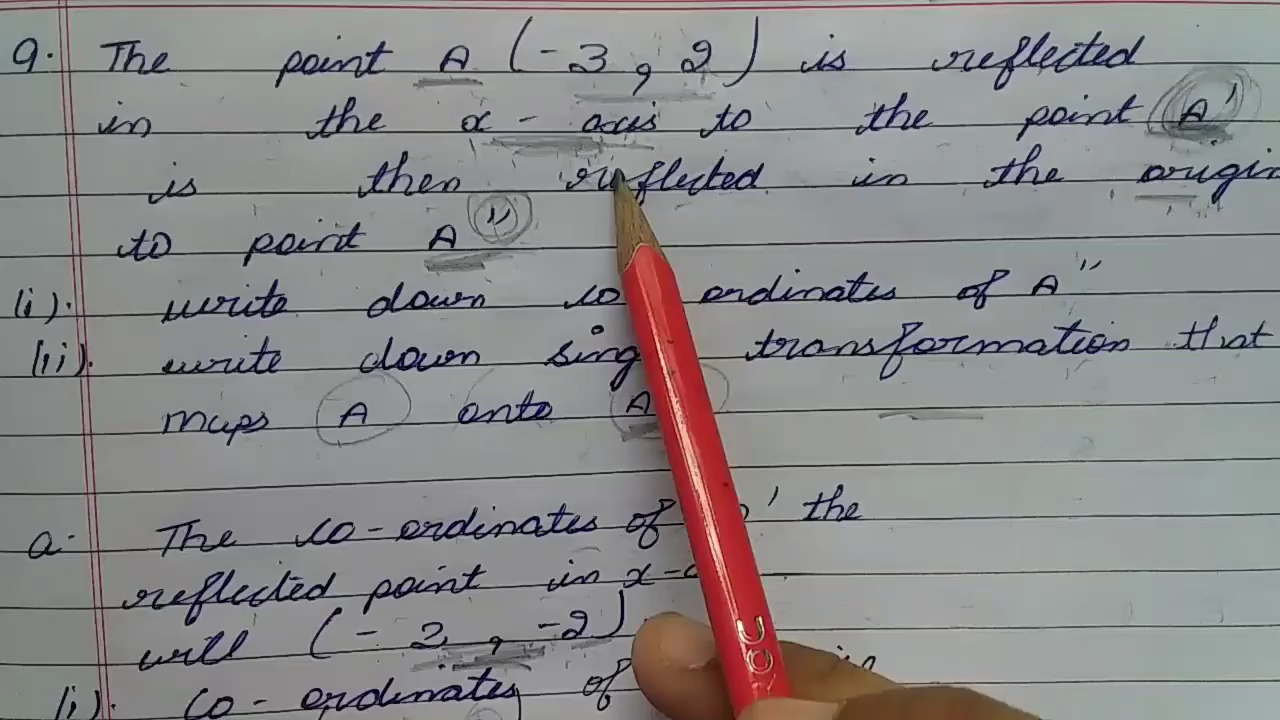 9. The point A (-3, 2) is reflected
in the x-axis to the point A'
is then reflected in the origin
to point A"
(i). write down co ordinates of A"
(ii). write down sing transformation that
maps A onto A
a. The co-ordinates of ' the
reflected point in x-
will (-3, -2)
(i). co-ordinates of